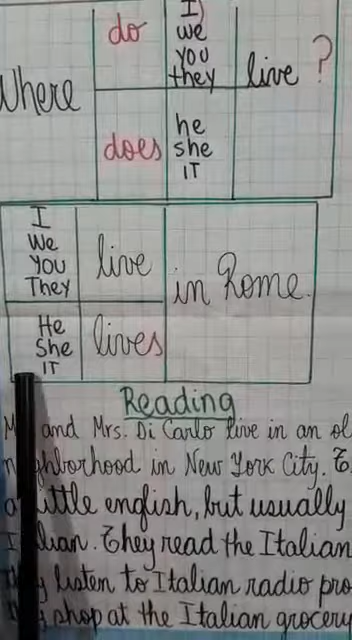 Where do I we you they live ?
does he she IT
I We You They live in Rome.
He She IT lives
Reading
and Mrs. Di Carlo live in an
in New York City.
little english, but usually
They read the Italian
listen to Italian radio
shop at the Italian grocery